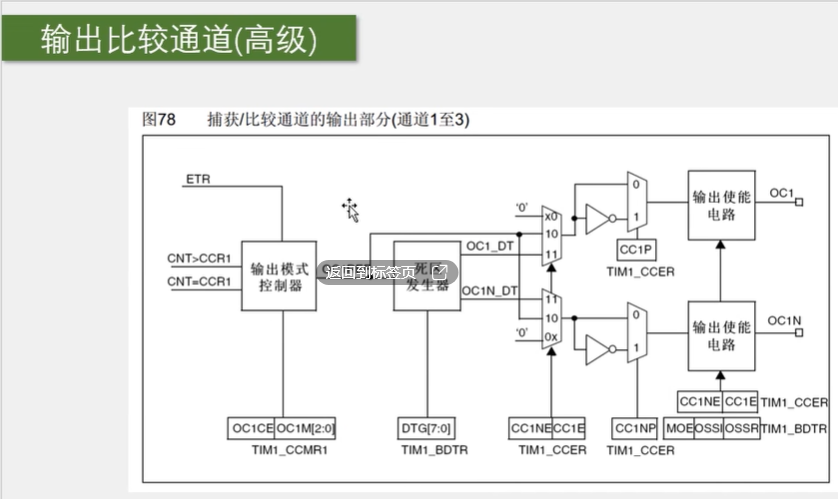 输出比较通道(高级)
图78 捕获/比较通道的输出部分(通道1至3)
ETR
CNT>CCR1
CNT=CCR1
输出模式
控制器
返回到标签页
发生器
OC1_DT
OC1N_DT
'0'
x0
10
11
11
10
0x
'0'
0
1
CC1P
TIM1_CCER
0
1
输出使能
电路
OC1
输出使能
电路
OC1N
CC1NE CC1E TIM1_CCER
OC1CE OC1M[2:0]
TIM1_CCMR1
DTG[7:0]
TIM1_BDTR
CC1NE CC1E
TIM1_CCER
CC1NP
TIM1_CCER
MOE OSSI OSSR TIM1_BDTR